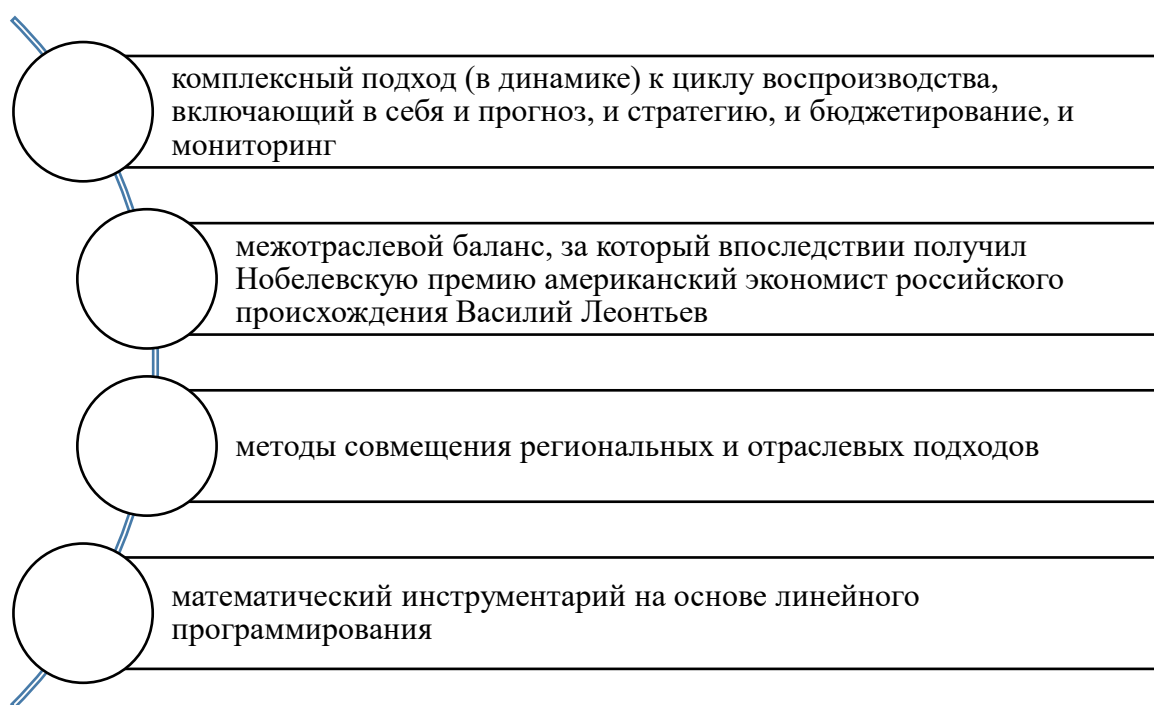 комплексный подход (в динамике) к циклу воспроизводства,
включающий в себя и прогноз, и стратегию, и бюджетирование, и
мониторинг
межотраслевой баланс, за который впоследствии получил
Нобелевскую премию американский экономист российского
происхождения Василий Леонтьев
методы совмещения региональных и отраслевых подходов
математический инструментарий на основе линейного
программирования